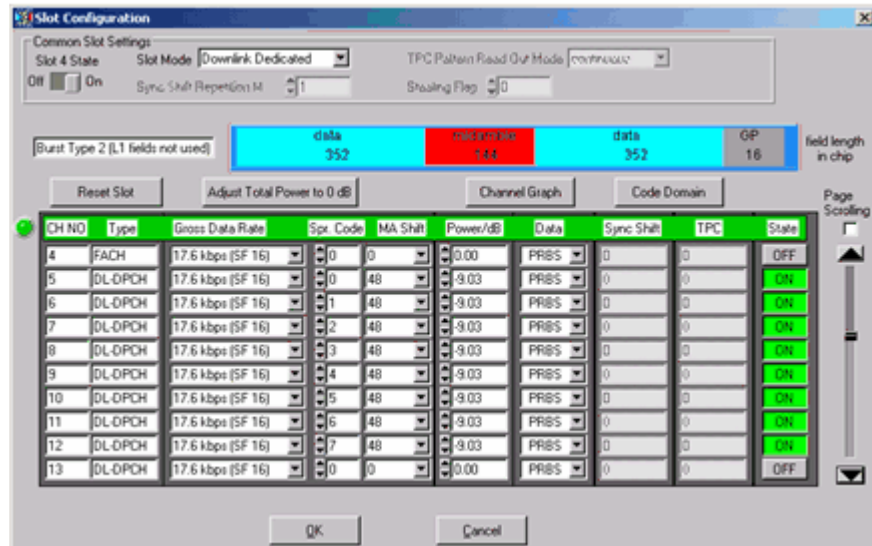 Slot Configuration
Common Slot Settings
Slot 4 State
Off On
Slot Mode Downlink Dedicated
TPC Pattern Read Out Mode continuous
Sync Shift Repetition M 1
Stealing Flag 0
Burst Type 2 (L1 fields not used)
data midamble data GP
352 144 352 16
field length in chip
Reset Slot Adjust Total Power to 0 dB Channel Graph Code Domain
Page Scrolling
CH NO Type Gross Data Rate Spr. Code MA Shift Power/dB Data Sync Shift TPC State
4 FACH 17.6 kbps (SF 16) 0 0 0.00 PRBS 0 0 OFF
5 DL-DPCH 17.6 kbps (SF 16) 0 48 -9.03 PRBS 0 0 ON
6 DL-DPCH 17.6 kbps (SF 16) 1 48 -9.03 PRBS 0 0 ON
7 DL-DPCH 17.6 kbps (SF 16) 2 48 -9.03 PRBS 0 0 ON
8 DL-DPCH 17.6 kbps (SF 16) 3 48 -9.03 PRBS 0 0 ON
9 DL-DPCH 17.6 kbps (SF 16) 4 48 -9.03 PRBS 0 0 ON
10 DL-DPCH 17.6 kbps (SF 16) 5 48 -9.03 PRBS 0 0 ON
11 DL-DPCH 17.6 kbps (SF 16) 6 48 -9.03 PRBS 0 0 ON
12 DL-DPCH 17.6 kbps (SF 16) 7 48 -9.03 PRBS 0 0 ON
13 DL-DPCH 17.6 kbps (SF 16) 0 0 0.00 PRBS 0 0 OFF
OK Cancel